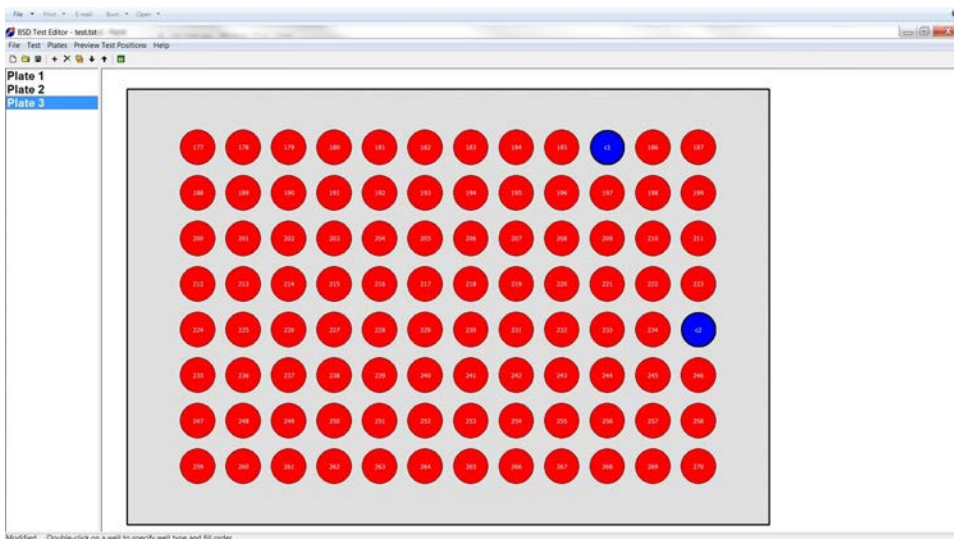 File Print E-mail Burn Open
BSD Test Editor - test.txt
File Test Plates Preview Test Positions Help
Plate 1
Plate 2
Plate 3
177 178 179 180 181 182 183 184 185 c1 186 187
188 189 190 191 192 193 194 195 196 197 198 199
200 201 202 203 204 205 206 207 208 209 210 211
212 213 214 215 216 217 218 219 220 221 222 223
224 225 226 227 228 229 230 231 232 233 234 c2
235 236 237 238 239 240 241 242 243 244 245 246
247 248 249 250 251 252 253 254 255 256 257 258
259 260 261 262 263 264 265 266 267 268 269 270
Modified Double-click on a well to specify well type and fill order